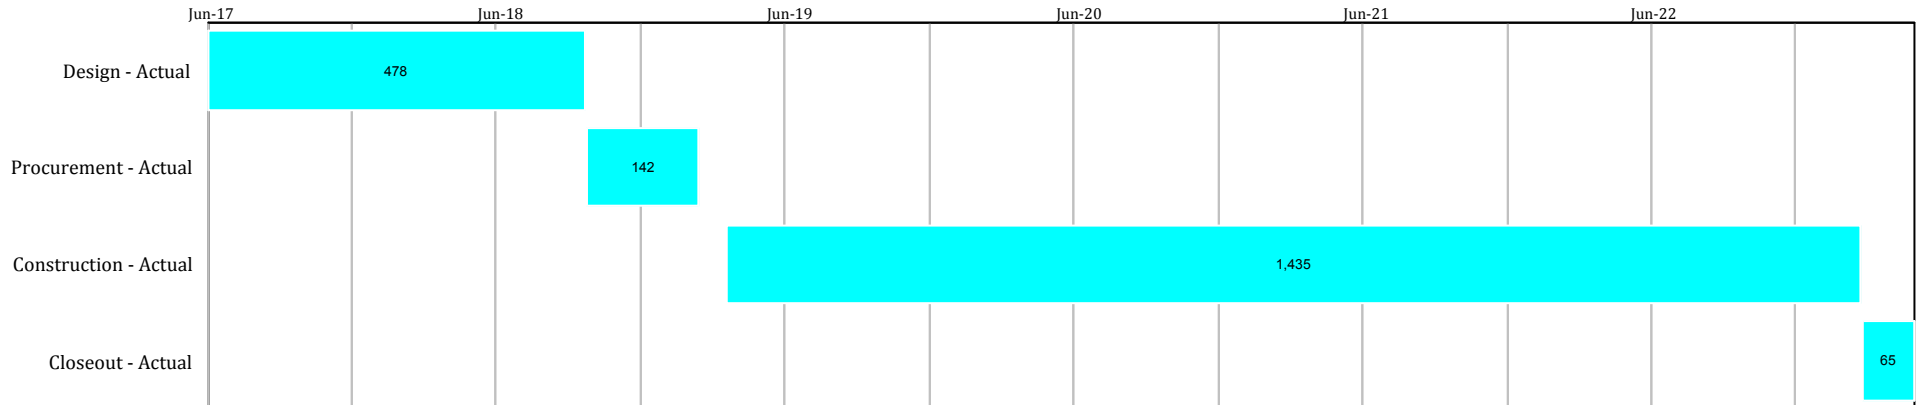 Jun-17 Jun-18 Jun-19 Jun-20 Jun-21 Jun-22
Design - Actual 478
Procurement - Actual 142
Construction - Actual 1,435
Closeout - Actual 65